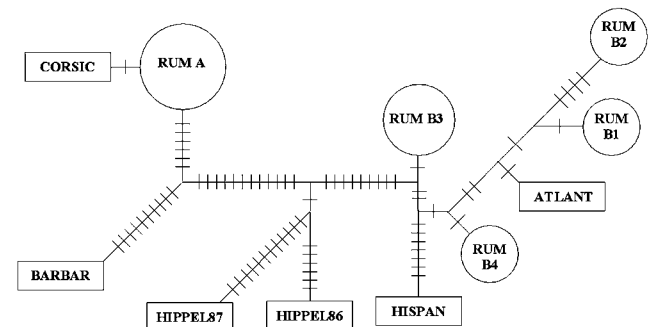 RUM
B2
CORSIC
RUM A
RUM B3
RUM
B1
ATLANT
RUM
B4
BARBAR
HIPPEL87
HIPPEL86
HISPAN